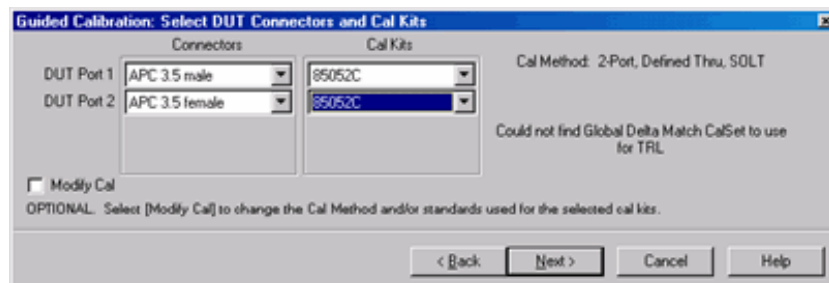 Guided Calibration: Select DUT Connectors and Cal Kits
Connectors
Cal Kits
DUT Port 1
APC 3.5 male
85052C
DUT Port 2
APC 3.5 female
85052C
Cal Method: 2-Port, Defined Thru, SOLT
Could not find Global Delta Match CalSet to use
for TRL
Modify Cal
OPTIONAL. Select [Modify Cal] to change the Cal Method and/or standards used for the selected cal kits.
< Back
Next >
Cancel
Help